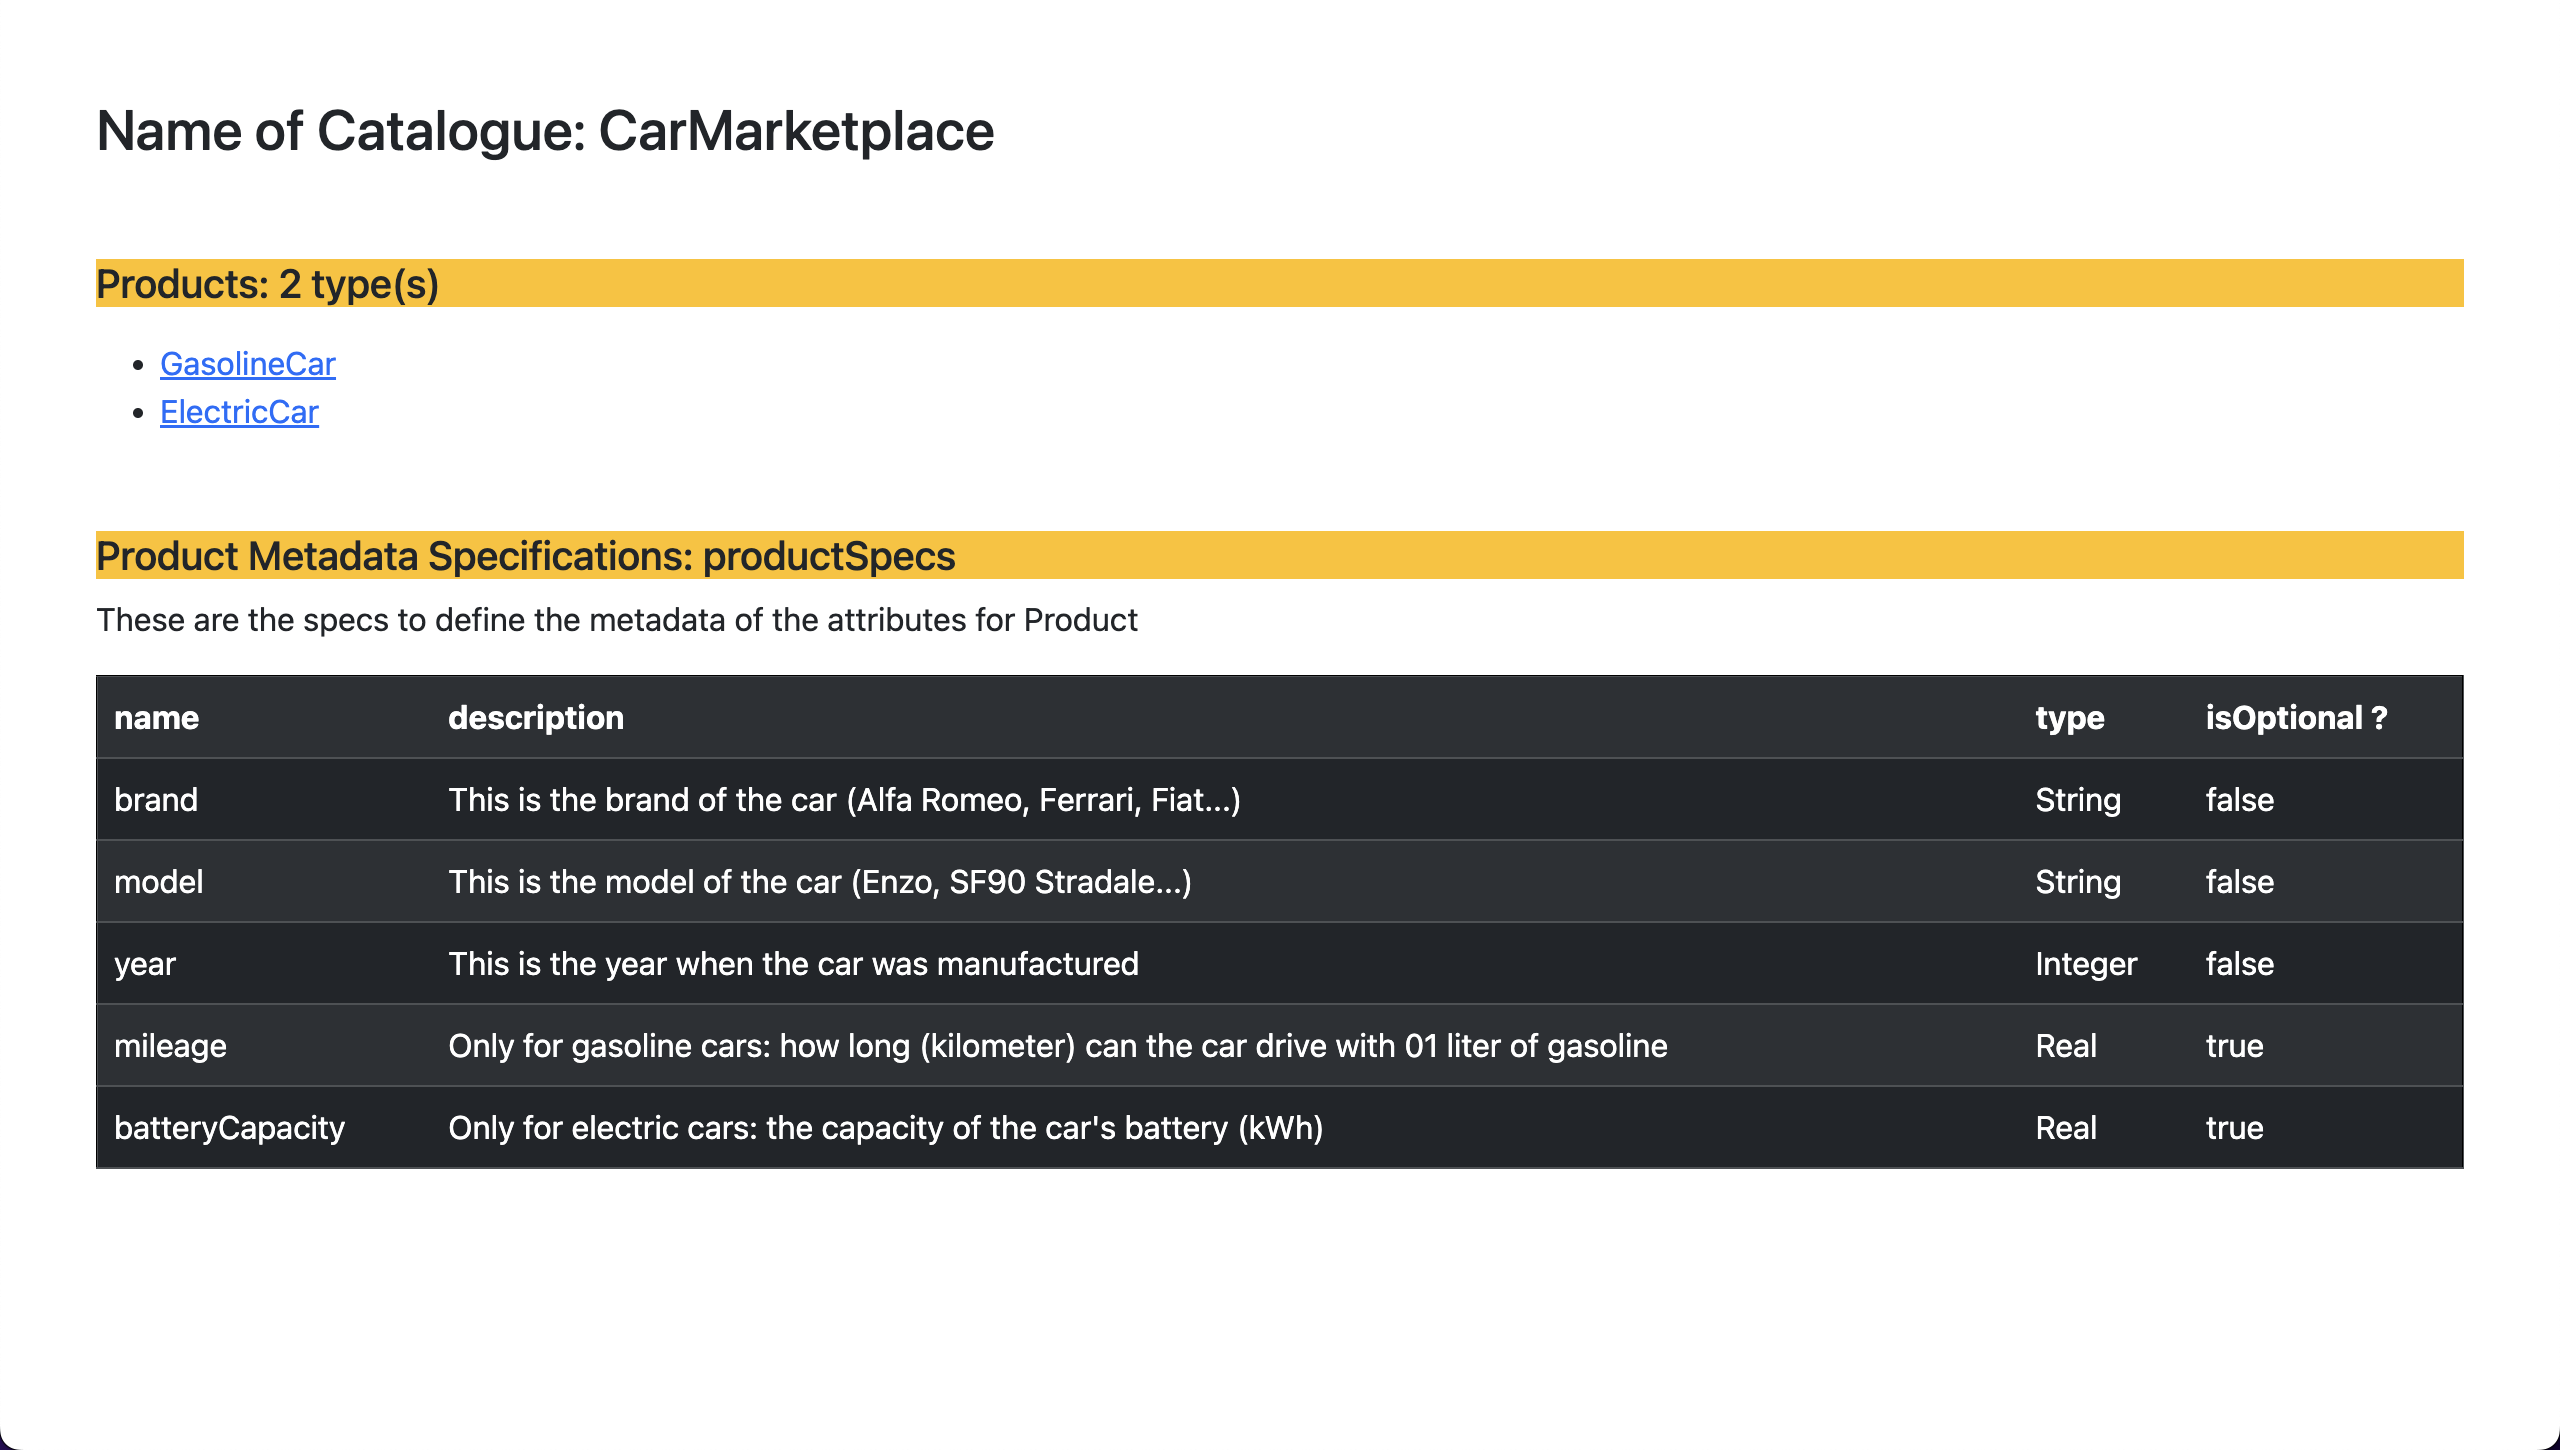 Name of Catalogue: CarMarketplace
Products: 2 type(s)
GasolineCar
ElectricCar
Product Metadata Specifications: productSpecs
These are the specs to define the metadata of the attributes for Product
name description type isOptional ?
brand This is the brand of the car (Alfa Romeo, Ferrari, Fiat...) String false
model This is the model of the car (Enzo, SF90 Stradale...) String false
year This is the year when the car was manufactured Integer false
mileage Only for gasoline cars: how long (kilometer) can the car drive with 01 liter of gasoline Real true
batteryCapacity Only for electric cars: the capacity of the car's battery (kWh) Real true